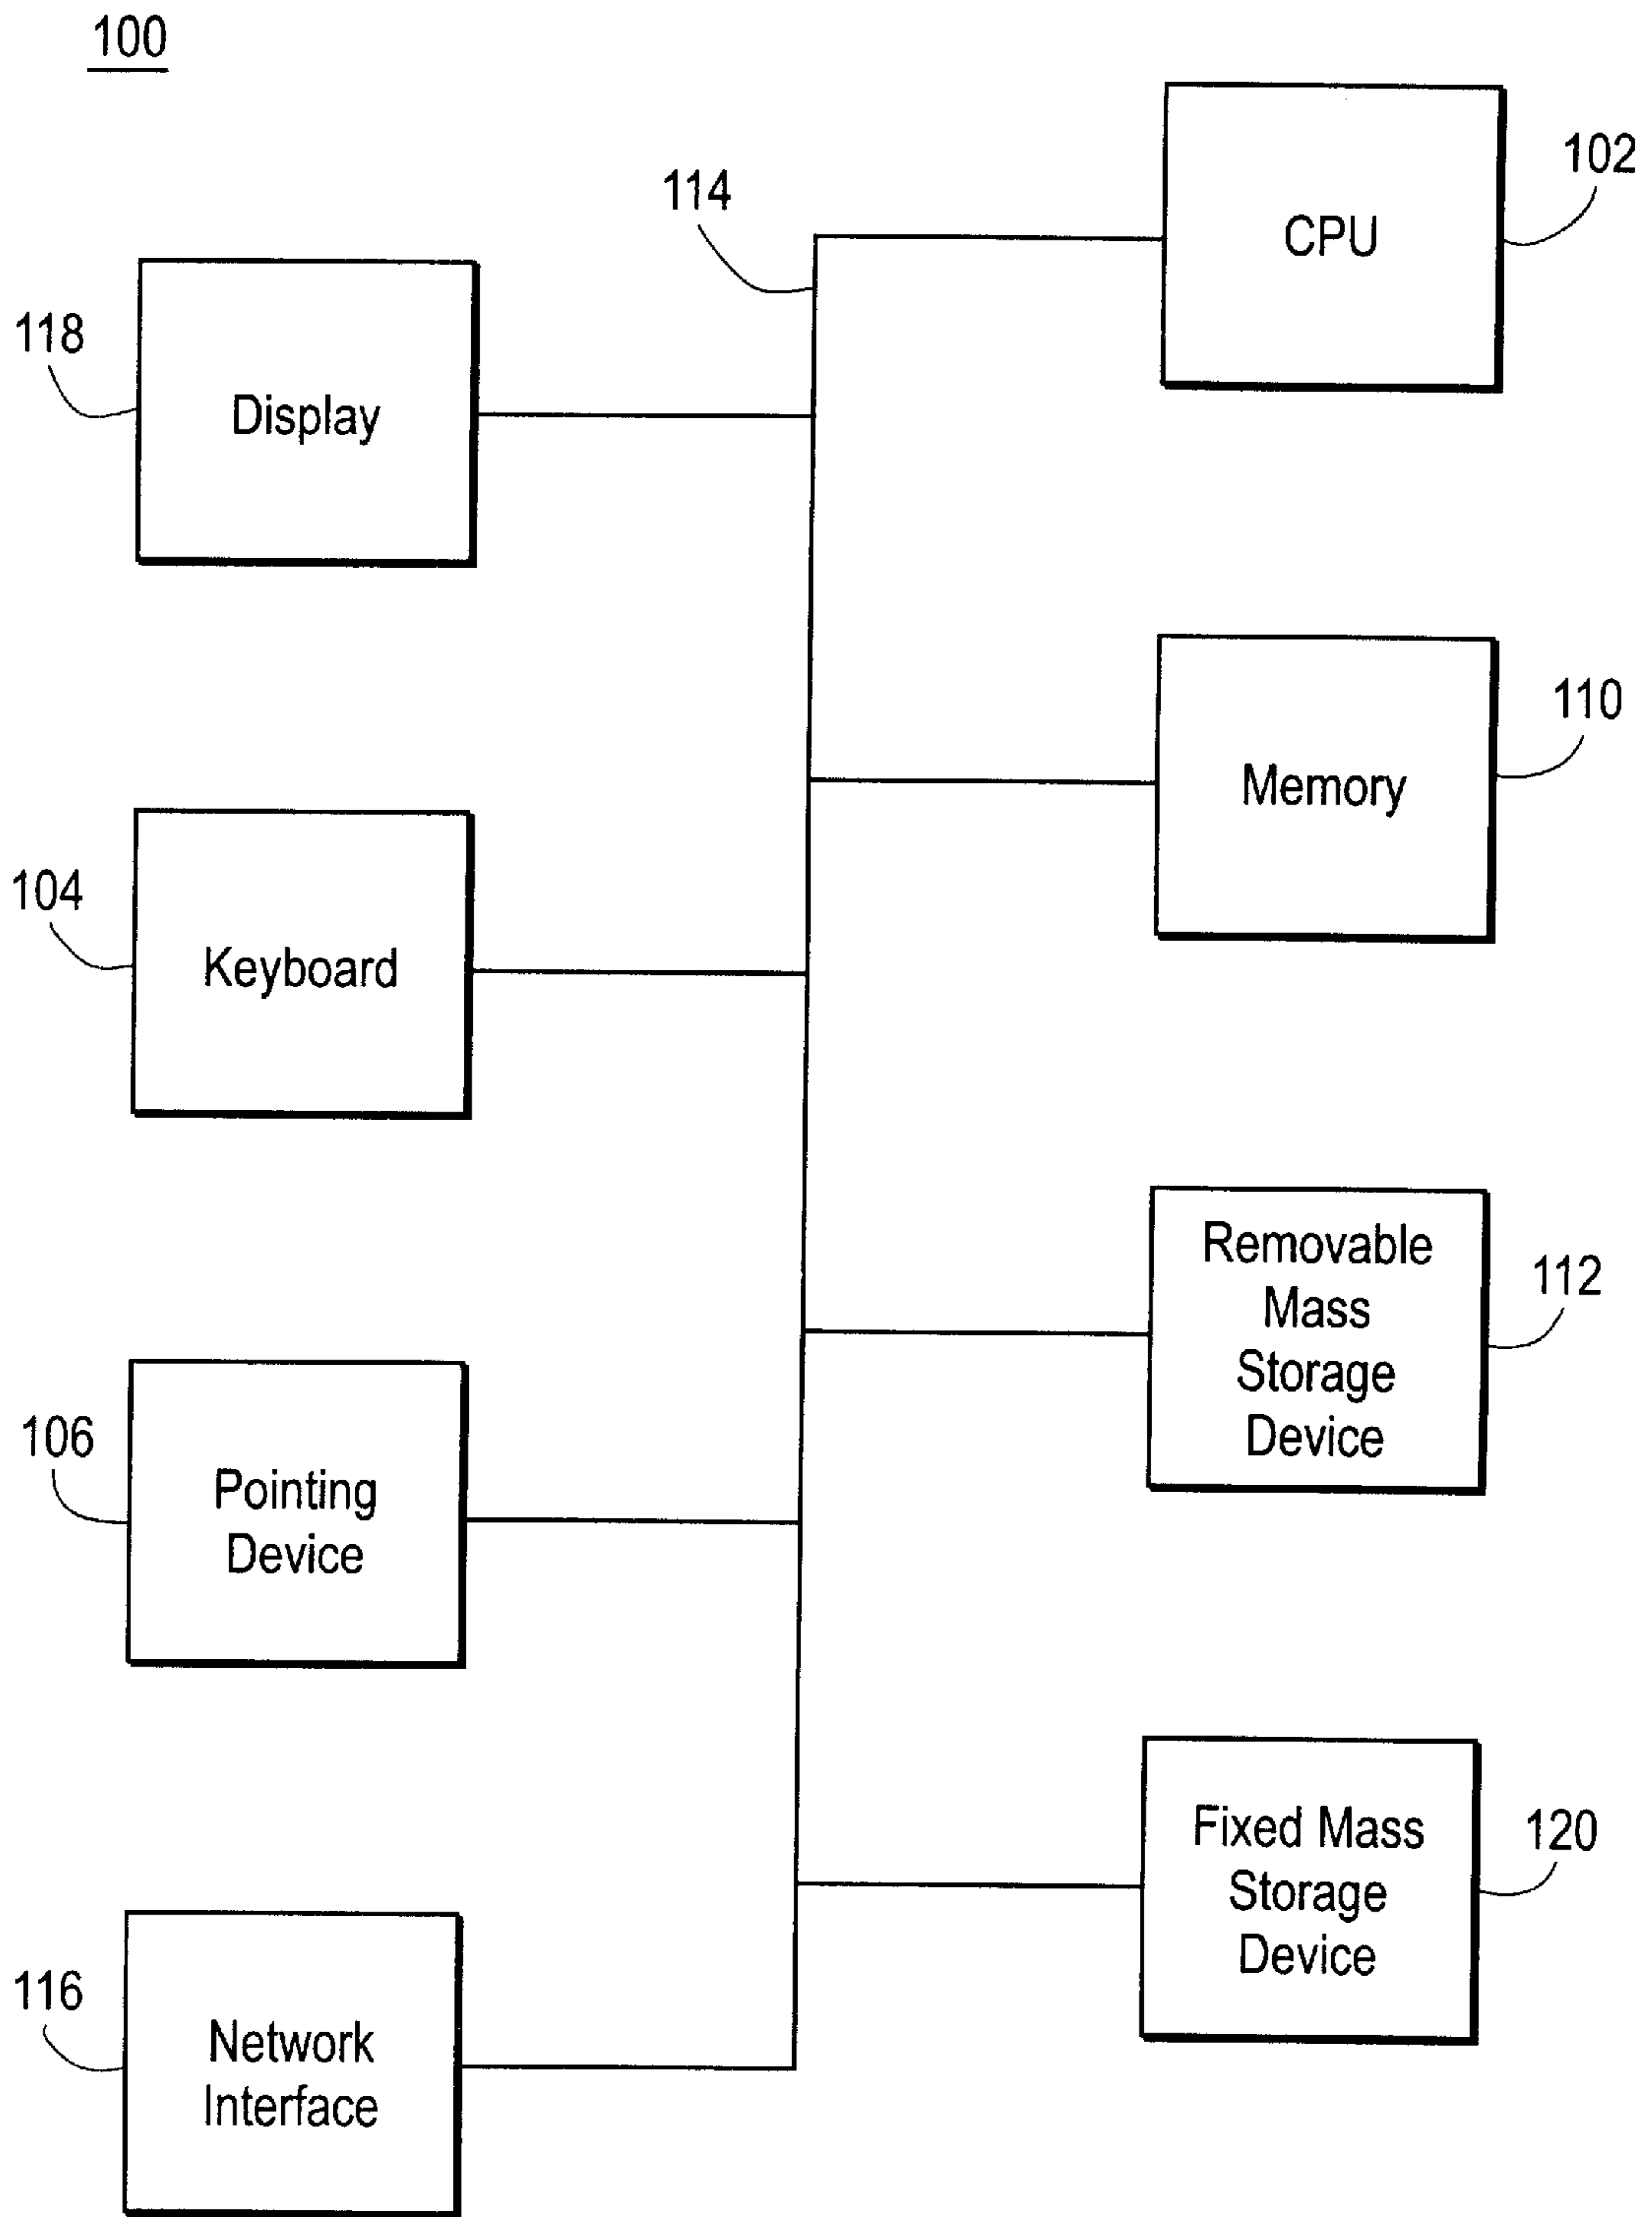 100
102
CPU
114
118
Display
110
Memory
104
Keyboard
Removable
Mass
Storage
Device
112
106
Pointing
Device
Fixed Mass
Storage
Device
120
116
Network
Interface